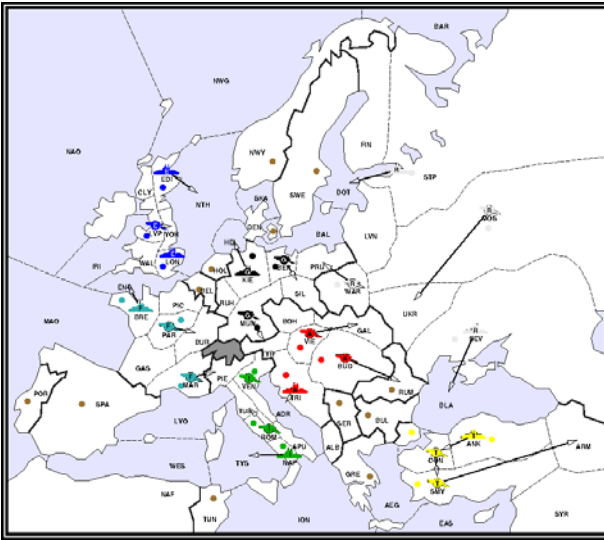 BAR
NWG
NAO
FIN
NWY
SWE
STP
BOT
EDI
CLY
NTH
SKA
MOS
DEN
BAL
LVN
YOR
WAL
LON
IRI
HOL
KIE
BER
PRU
WAR
BEL
RUH
SIL
UKR
ENG
PIC
BRE
PAR
MUN
BOH
GAL
VIE
SEV
MAO
BUR
BUD
GAS
MAR
PIE
VEN
TRI
RUM
POR
SPA
TUS
ADR
SER
BUL
BLA
LYO
ROM
APU
ALB
CON
ANK
ARM
WES
TYS
NAP
GRE
SMY
NAF
TUN
ION
AEG
EAS
SYR